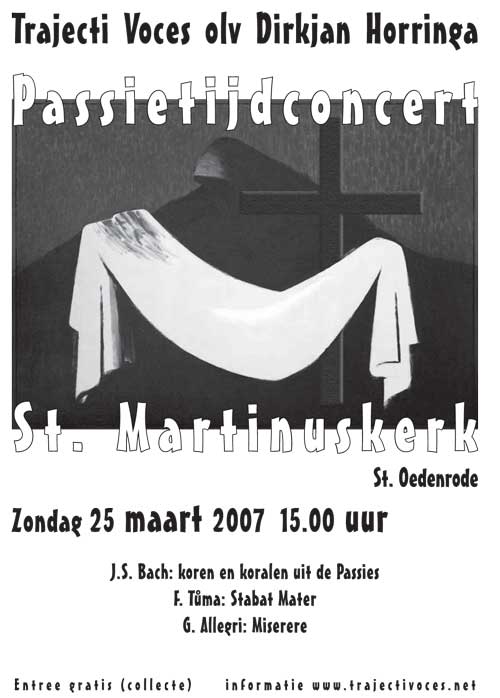 Trajecti Voces olv Dirkjan Horringa
Passietijdconcert
St. Martinuskerk
St. Oedenrode
Zondag 25 maart 2007 15.00 uur
J.S. Bach: koren en koralen uit de Passies
F. Tůma: Stabat Mater
G. Allegri: Miserere
Entree gratis (collecte) informatie www.trajectivoces.net